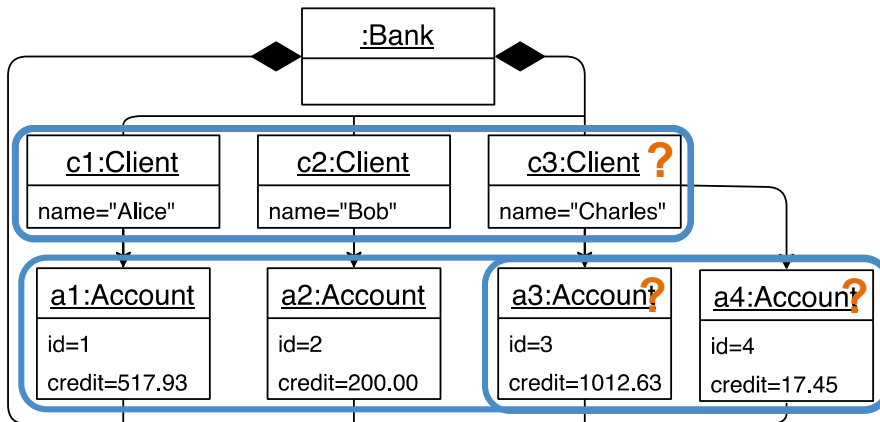 :Bank
c1:Client
c2:Client
c3:Client ?
name="Alice"
name="Bob"
name="Charles"
a1:Account
a2:Account
a3:Account ?
a4:Account ?
id=1
id=2
id=3
id=4
credit=517.93
credit=200.00
credit=1012.63
credit=17.45